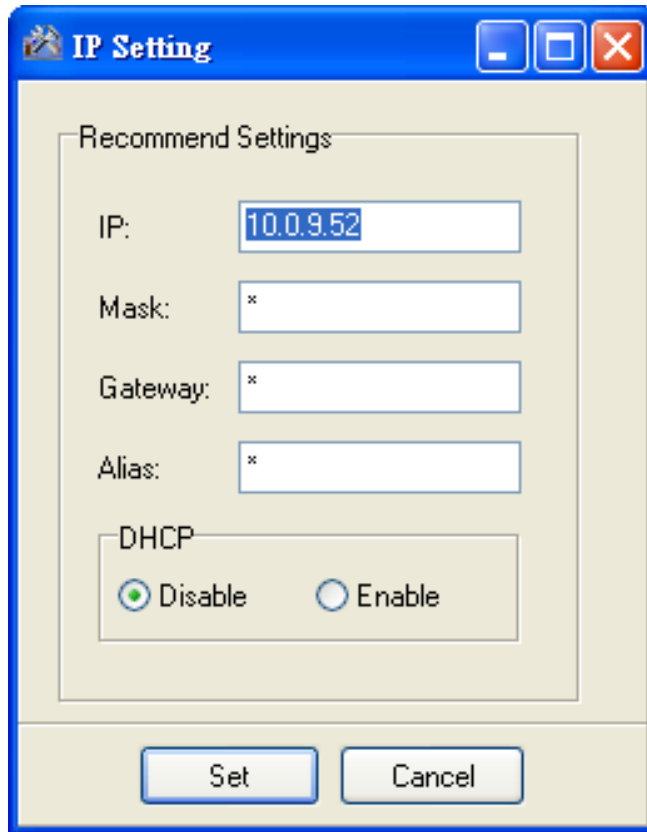 IP Setting
Recommend Settings
IP: 10.0.9.52
Mask: *
Gateway: *
Alias: *
DHCP
Disable Enable
Set Cancel